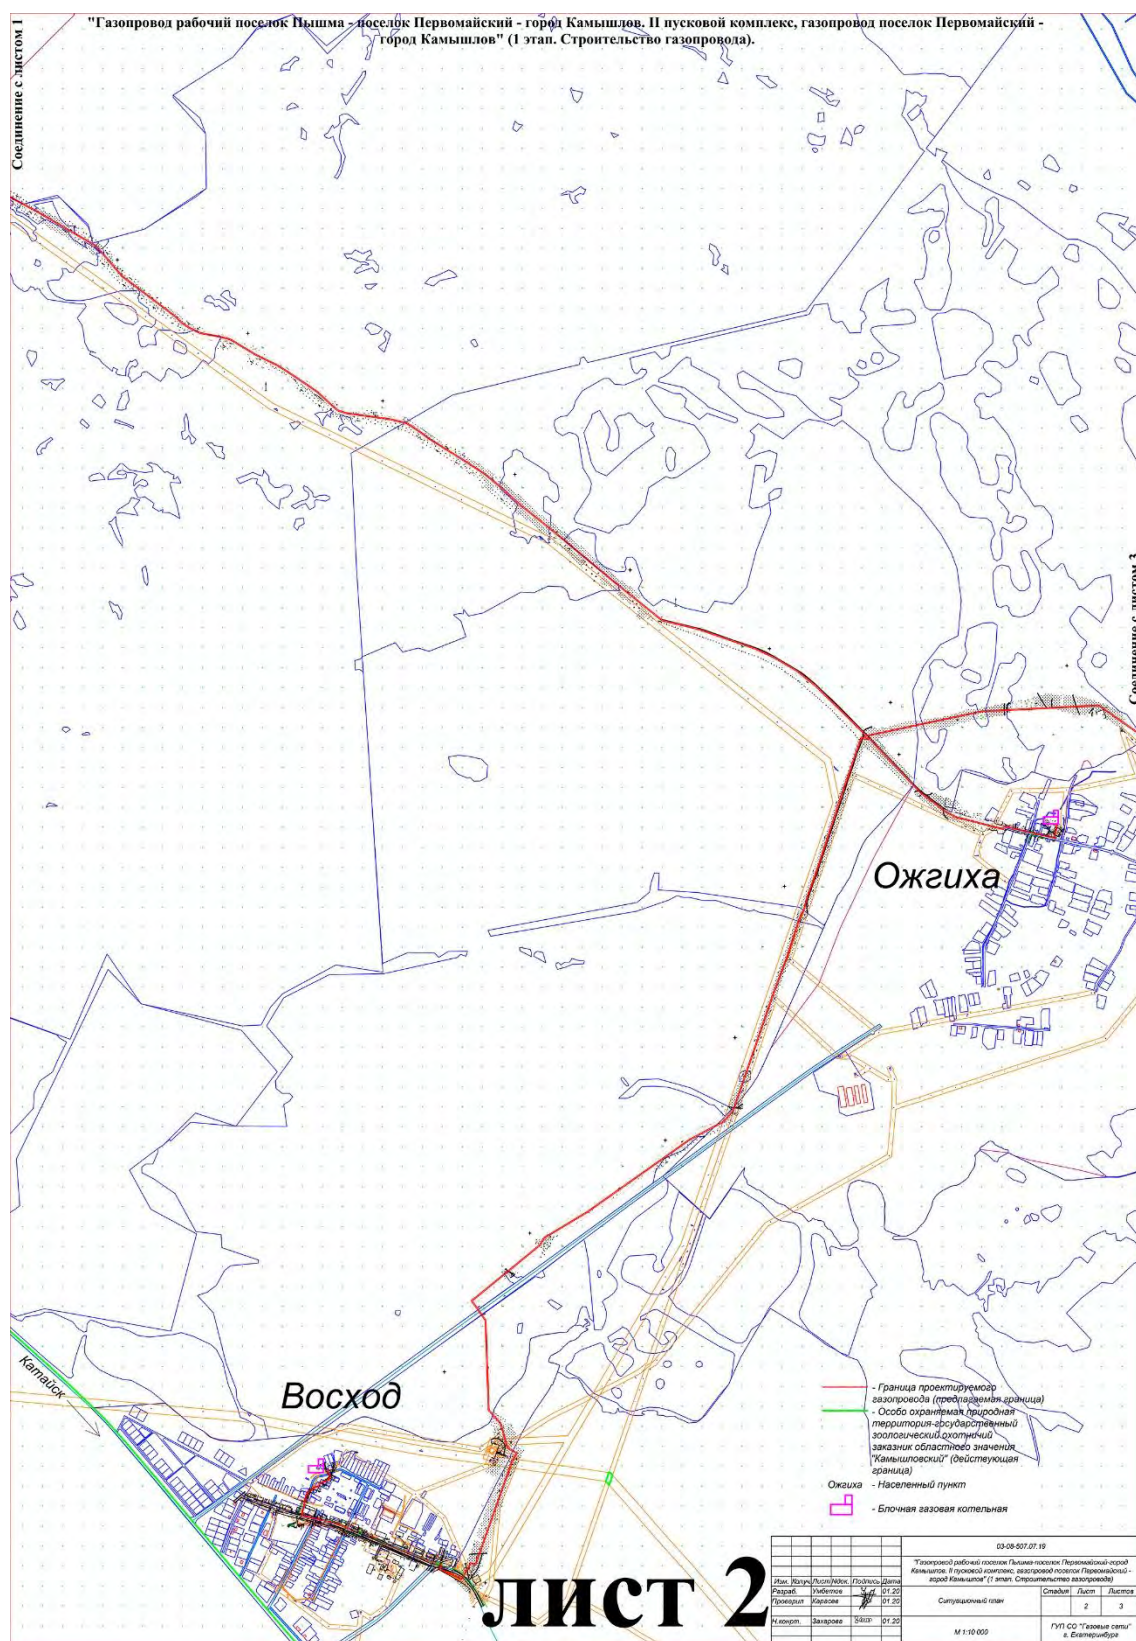 "Газопровод рабочий поселок Пышма - поселок Первомайский - город Камышлов. II пусковой комплекс, газопровод поселок Первомайский -
город Камышлов" (1 этап. Строительство газопровода).
Соединение с листом 1
Соединение с листом 3
Ожгиха
Катайск
Восход
- Граница проектируемого
газопровода (предлагаемая граница)
- Особо охраняемая природная
территория-государственный
зоологический охотничий
заказник областного значения
"Камышловский" (действующая
граница)
Ожгиха - Населенный пункт
- Блочная газовая котельная
лист 2
03-08-507.07.19
"Газопровод рабочий поселок Пышма-поселок Первомайский-город
Камышлов. II пусковой комплекс, газопровод поселок Первомайский -
город Камышлов" (1 этап. Строительство газопровода)
Изм. Кол.уч Лист №док. Подпись Дата
Разраб. Умбетов 01.20
Проверил Карасев 01.20
Н.контр. Захарова 01.20
Ситуационный план
Стадия Лист Листов
2 3
М 1:10 000
ГУП СО "Газовые сети"
г. Екатеринбург